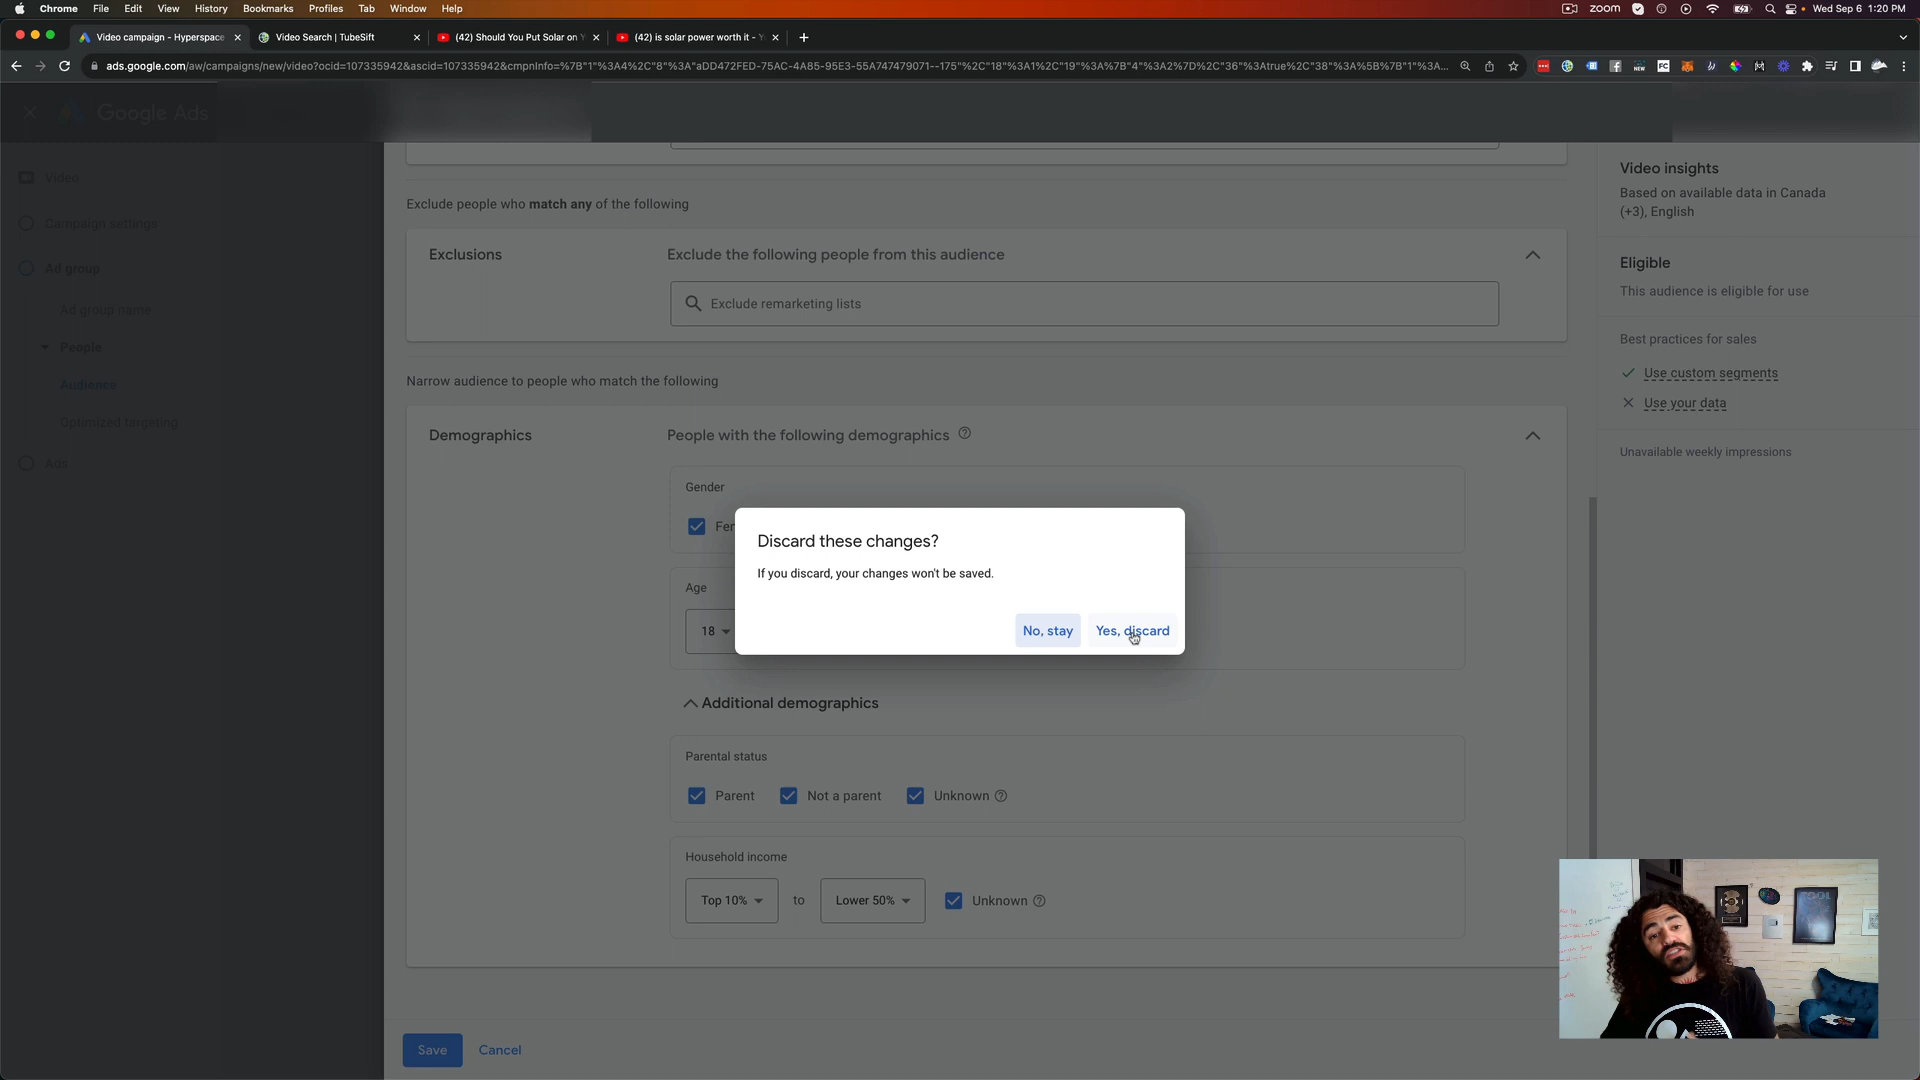 Chrome File Edit View History Bookmarks Profiles Tab Window Help
zoom Wed Sep 6 1:20 PM
Video campaign - Hyperspace
Video Search | TubeSift
(42) Should You Put Solar on Y
(42) is solar power worth it - Y
ads.google.com/aw/campaigns/new/video?ocid=107335942&ascid=107335942&cmpnInfo=%7B"1"%3A4%2C"8"%3A"aDD472FED-75AC-4A85-95E3-55A747479071--175"%2C"18"%3A1%2C"19"%3A%7B"4"%3A2%7D%2C"36"%3Atrue%2C"38"%3A%5B%7B"1"%3A...
Google Ads
Video
Campaign settings
Ad group
Ad group name
People
Audience
Optimized targeting
Ads
Exclude people who match any of the following
Exclusions
Exclude the following people from this audience
Exclude remarketing lists
Narrow audience to people who match the following
Demographics
People with the following demographics
Gender
Fe
Age
18
Discard these changes?
If you discard, your changes won't be saved.
No, stay
Yes, discard
Additional demographics
Parental status
Parent
Not a parent
Unknown
Household income
Top 10%
to
Lower 50%
Unknown
Save
Cancel
Video insights
Based on available data in Canada
(+3), English
Eligible
This audience is eligible for use
Best practices for sales
Use custom segments
Use your data
Unavailable weekly impressions
TOOL